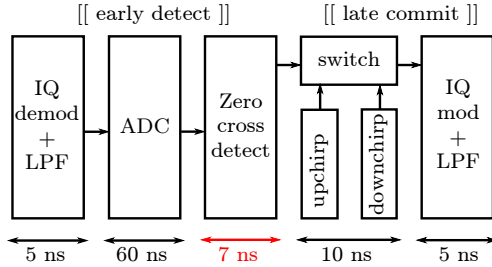 [[ early detect ]]
[[ late commit ]]
IQ
demod
+
LPF
ADC
Zero
cross
detect
switch
upchirp
downchirp
IQ
mod
+
LPF
5 ns
60 ns
7 ns
10 ns
5 ns